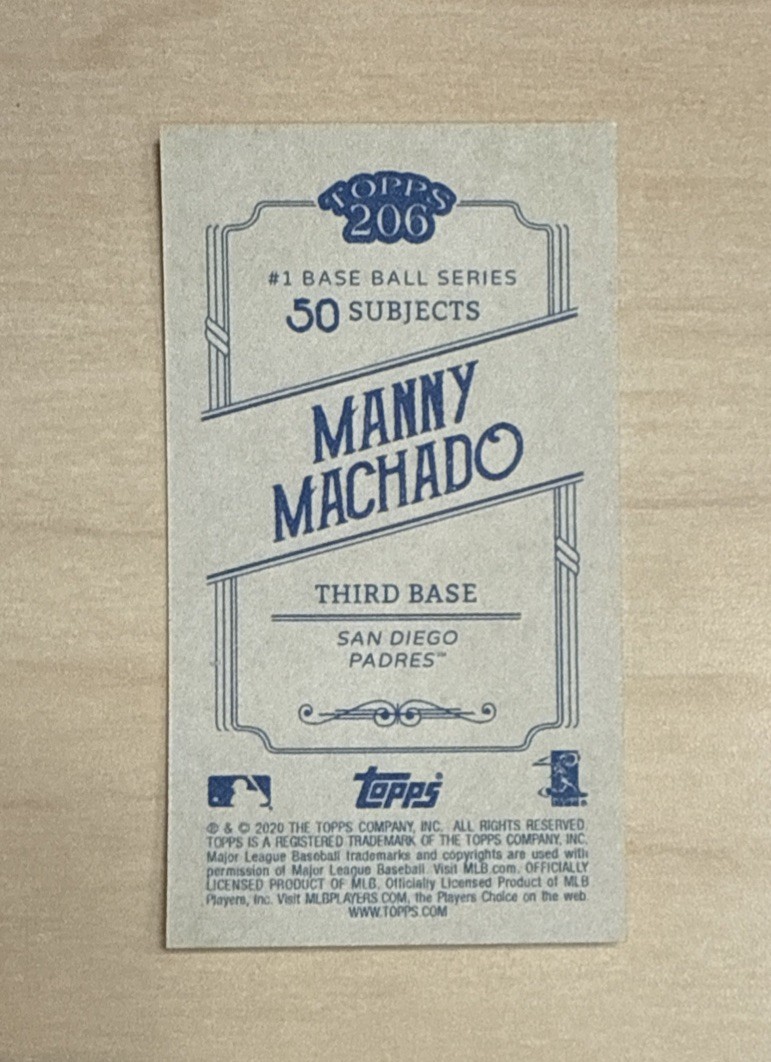 TOPPS
206
#1 BASE BALL SERIES
50 SUBJECTS
MANNY
MACHADO
THIRD BASE
SAN DIEGO
PADRES™
topps
® & © 2020 THE TOPPS COMPANY, INC. ALL RIGHTS RESERVED.
TOPPS IS A REGISTERED TRADEMARK OF THE TOPPS COMPANY, INC.
Major League Baseball trademarks and copyrights are used with
permission of Major League Baseball. Visit MLB.com. OFFICIALLY
LICENSED PRODUCT OF MLB. Officially Licensed Product of MLB
Players, Inc. Visit MLBPLAYERS.COM, the Players Choice on the web.
WWW.TOPPS.COM